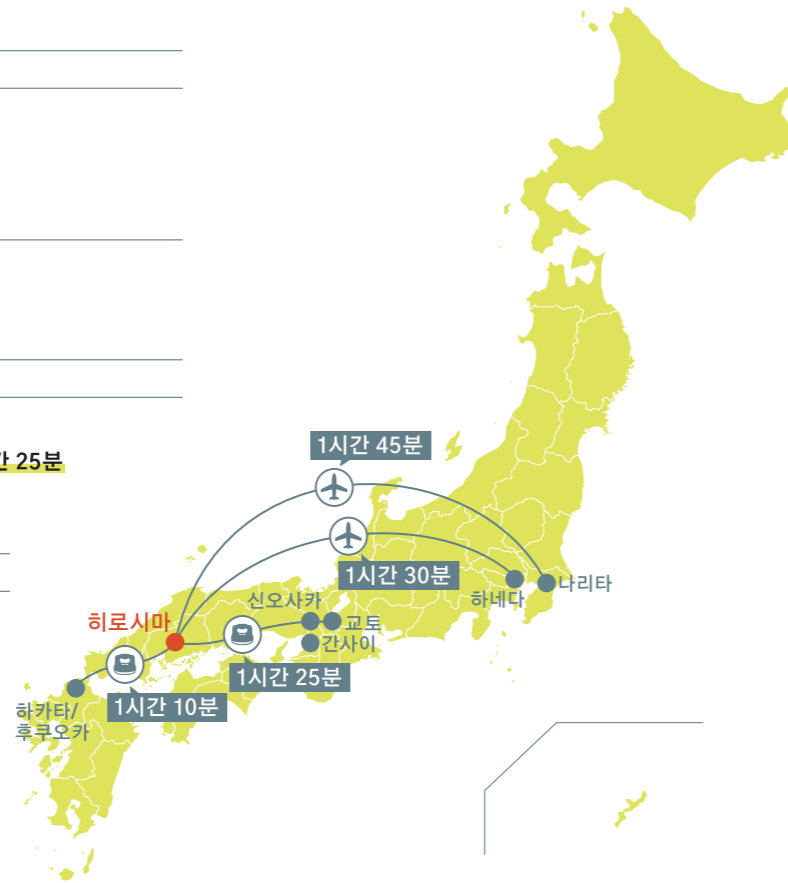 간 25분
1시간 45분
1시간 30분
나리타
하네다
신오사카
교토
간사이
히로시마
1시간 25분
1시간 10분
하카타/
후쿠오카